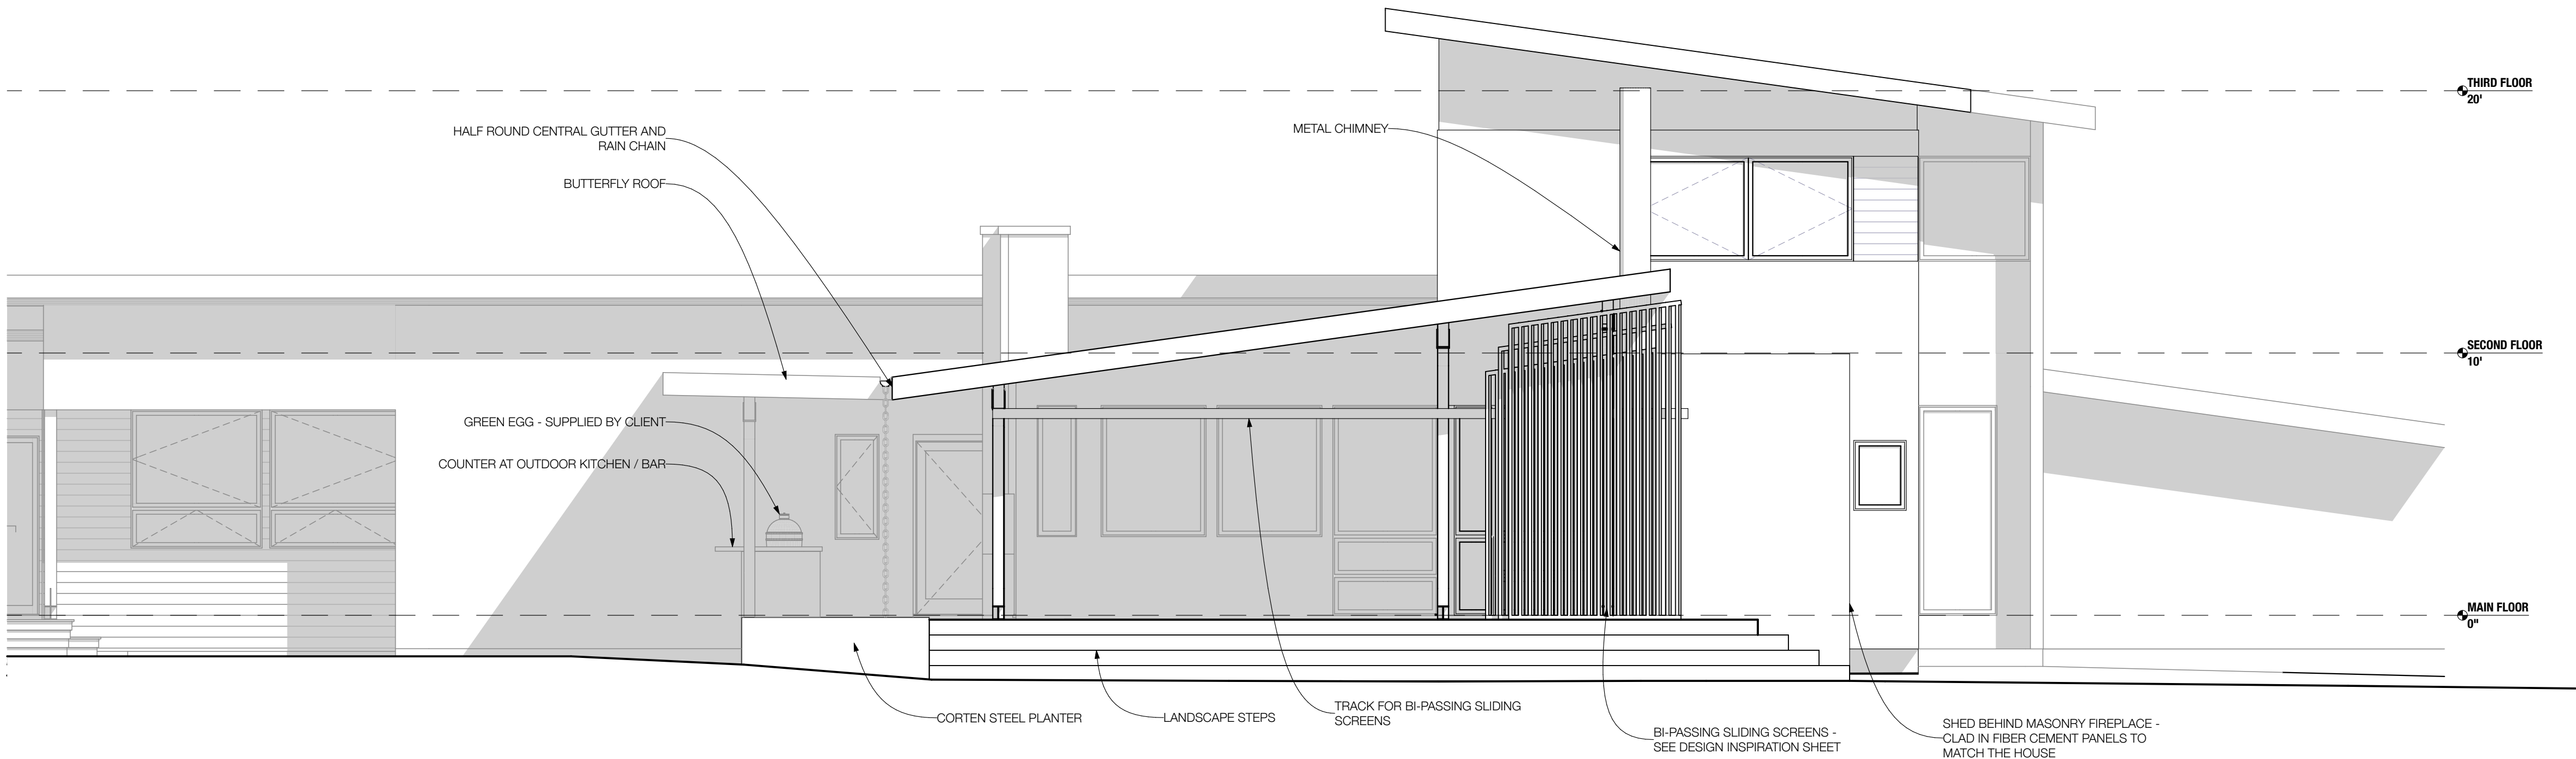 THIRD FLOOR
20'
HALF ROUND CENTRAL GUTTER AND
RAIN CHAIN
METAL CHIMNEY
BUTTERFLY ROOF
SECOND FLOOR
10'
GREEN EGG - SUPPLIED BY CLIENT
COUNTER AT OUTDOOR KITCHEN / BAR
MAIN FLOOR
0"
CORTEN STEEL PLANTER
LANDSCAPE STEPS
TRACK FOR BI-PASSING SLIDING
SCREENS
BI-PASSING SLIDING SCREENS -
SEE DESIGN INSPIRATION SHEET
SHED BEHIND MASONRY FIREPLACE -
CLAD IN FIBER CEMENT PANELS TO
MATCH THE HOUSE